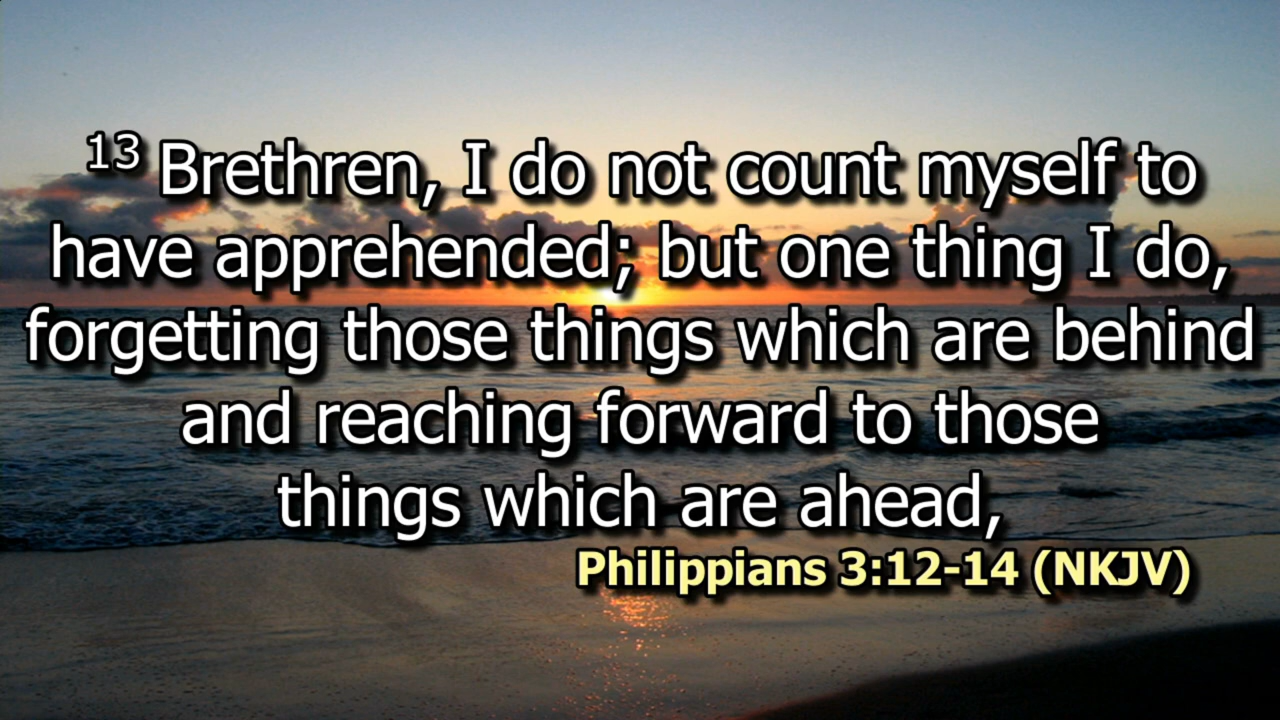 13 Brethren, I do not count myself to
have apprehended; but one thing I do,
forgetting those things which are behind
and reaching forward to those
things which are ahead,
Philippians 3:12-14 (NKJV)